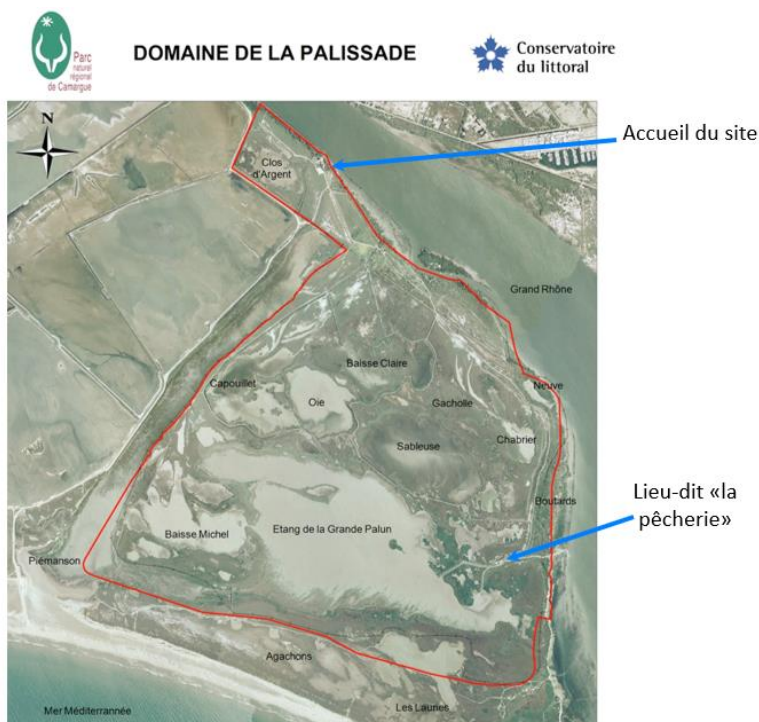 Parc
naturel
régional
de Camargue
DOMAINE DE LA PALISSADE
Conservatoire
du littoral
N
Accueil du site
Clos
d'Argent
Grand Rhône
Baisse Claire
Capouillet
Neuve
Oie
Gacholle
Chabrier
Sableuse
Lieu-dit «la
pêcherie»
Boutards
Etang de la Grande Palun
Baisse Michel
Piémanson
Agachons
Les Launes
Mer Méditerrannée